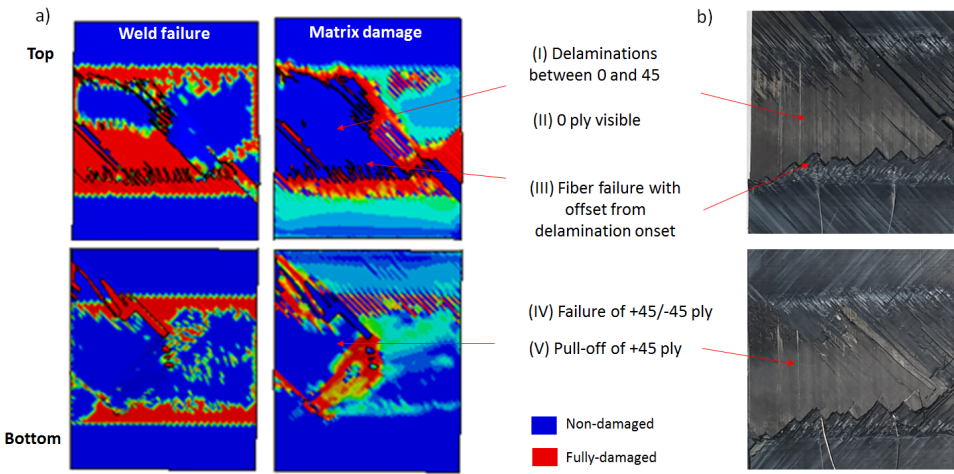 a)
b)
Weld failure
Matrix damage
Top
(I) Delaminations
between 0 and 45
(II) 0 ply visible
(III) Fiber failure with
offset from
delamination onset
(IV) Failure of +45/-45 ply
(V) Pull-off of +45 ply
Non-damaged
Bottom
Fully-damaged